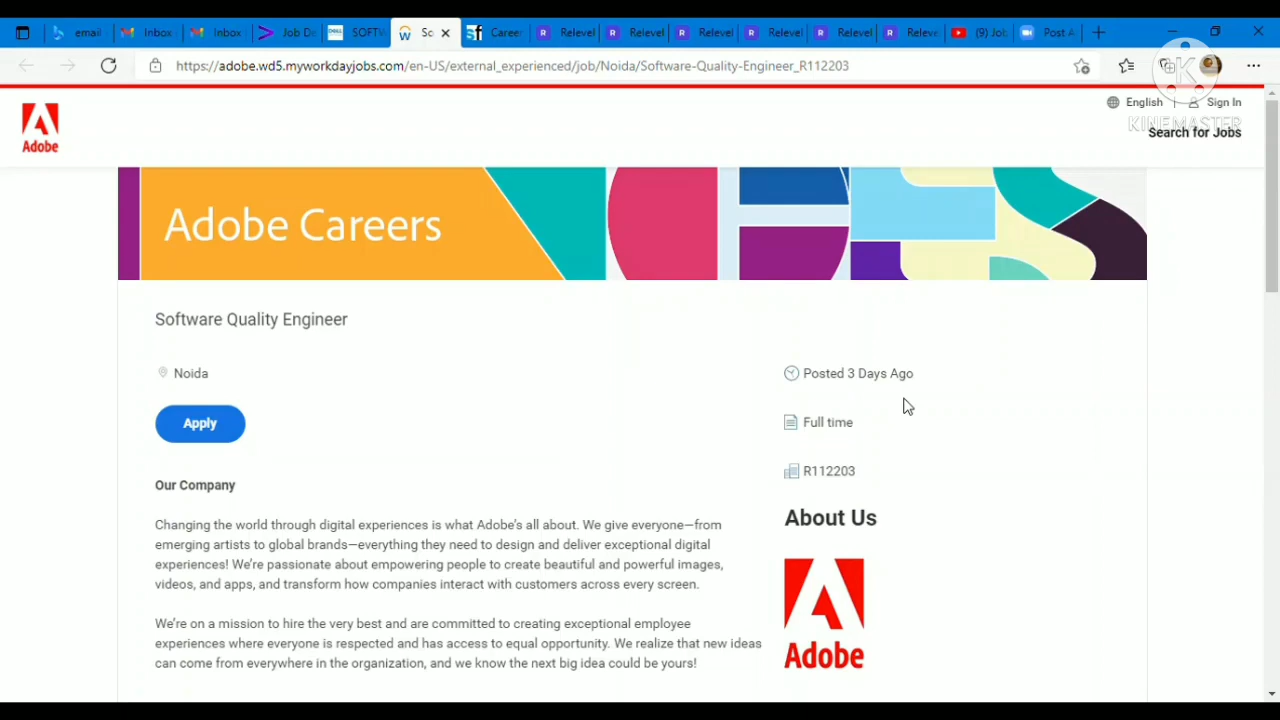 email
Inbox
Inbox
Job De
SOFTW
So
Career
Relevel
Relevel
Relevel
Relevel
Relevel
Releve
(9) Jol
Post A
https://adobe.wd5.myworkdayjobs.com/en-US/external_experienced/job/Noida/Software-Quality-Engineer_R112203
K
KINEMASTER
Adobe
English
Sign In
Search for Jobs
Adobe Careers
Software Quality Engineer
Noida
Posted 3 Days Ago
Apply
Full time
R112203
Our Company
About Us
Changing the world through digital experiences is what Adobe's all about. We give everyone—from
emerging artists to global brands—everything they need to design and deliver exceptional digital
experiences! We're passionate about empowering people to create beautiful and powerful images,
videos, and apps, and transform how companies interact with customers across every screen.
We're on a mission to hire the very best and are committed to creating exceptional employee
experiences where everyone is respected and has access to equal opportunity. We realize that new ideas
can come from everywhere in the organization, and we know the next big idea could be yours!
Adobe